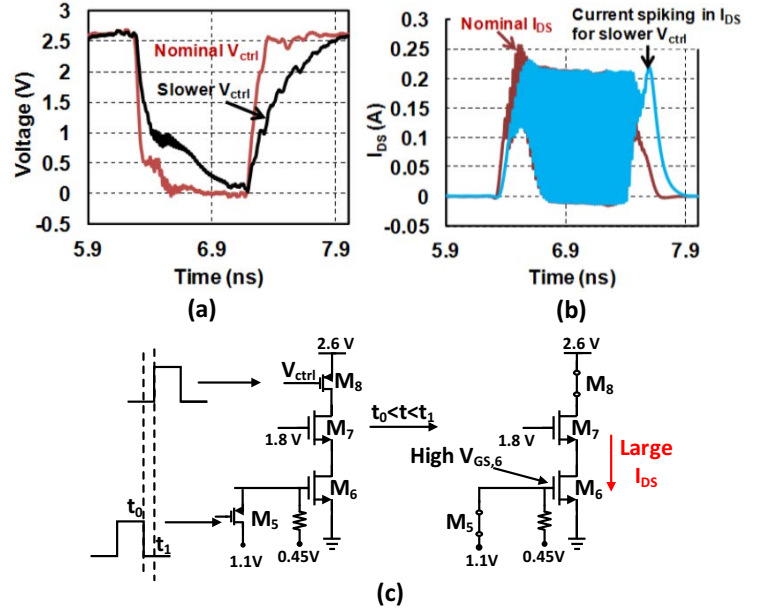 3
2.5
2
1.5
1
0.5
0
-0.5
Voltage (V)
Nominal Vctrl
Slower Vctrl
5.9
6.9
7.9
Time (ns)
(a)
Nominal IDS
Current spiking in IDS
for slower Vctrl
0.3
0.25
0.2
0.15
0.1
0.05
0
-0.05
IDS (A)
5.9
6.9
7.9
Time (ns)
(b)
2.6 V
Vctrl
M8
M7
1.8 V
M6
M5
1.1V
0.45V
t0
t1
t0<t<t1
2.6 V
M8
M7
1.8 V
High VGS,6
Large
IDS
M6
M5
1.1V
0.45V
(c)